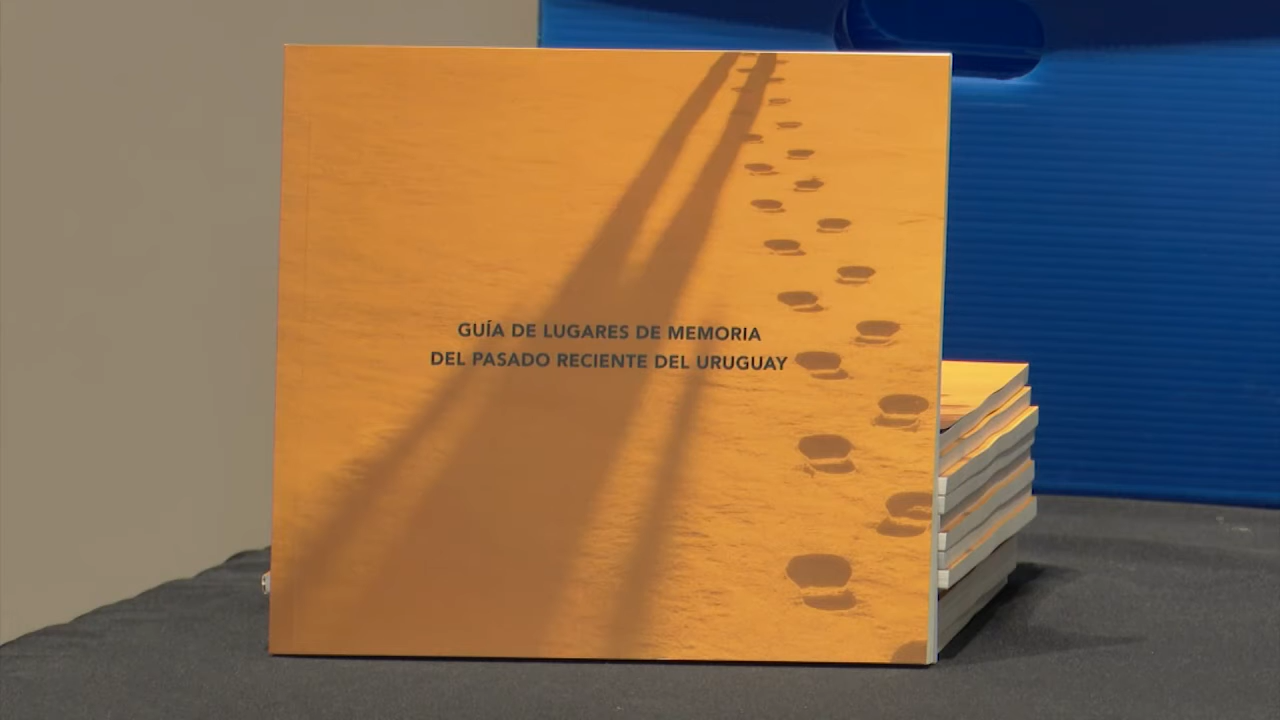 GUÍA DE LUGARES DE MEMORIA
DEL PASADO RECIENTE DEL URUGUAY